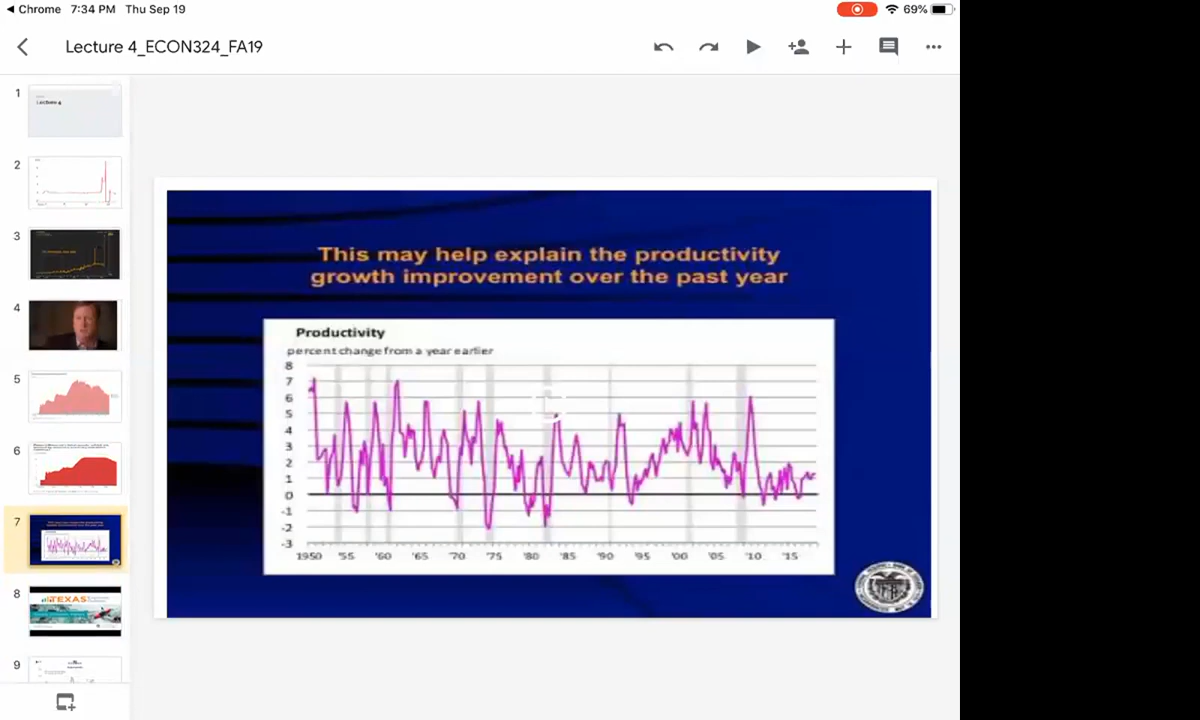 Chrome 7:34 PM Thu Sep 19
69%
Lecture 4_ECON324_FA19
1
2
3
4
5
6
7
8
TEXAS
9
This may help explain the productivity
growth improvement over the past year
Productivity
percent change from a year earlier
8
7
6
5
4
3
2
1
0
-1
-2
-3
1950 '55 '60 '65 '70 '75 '80 '85 '90 '95 '00 '05 '10 '15